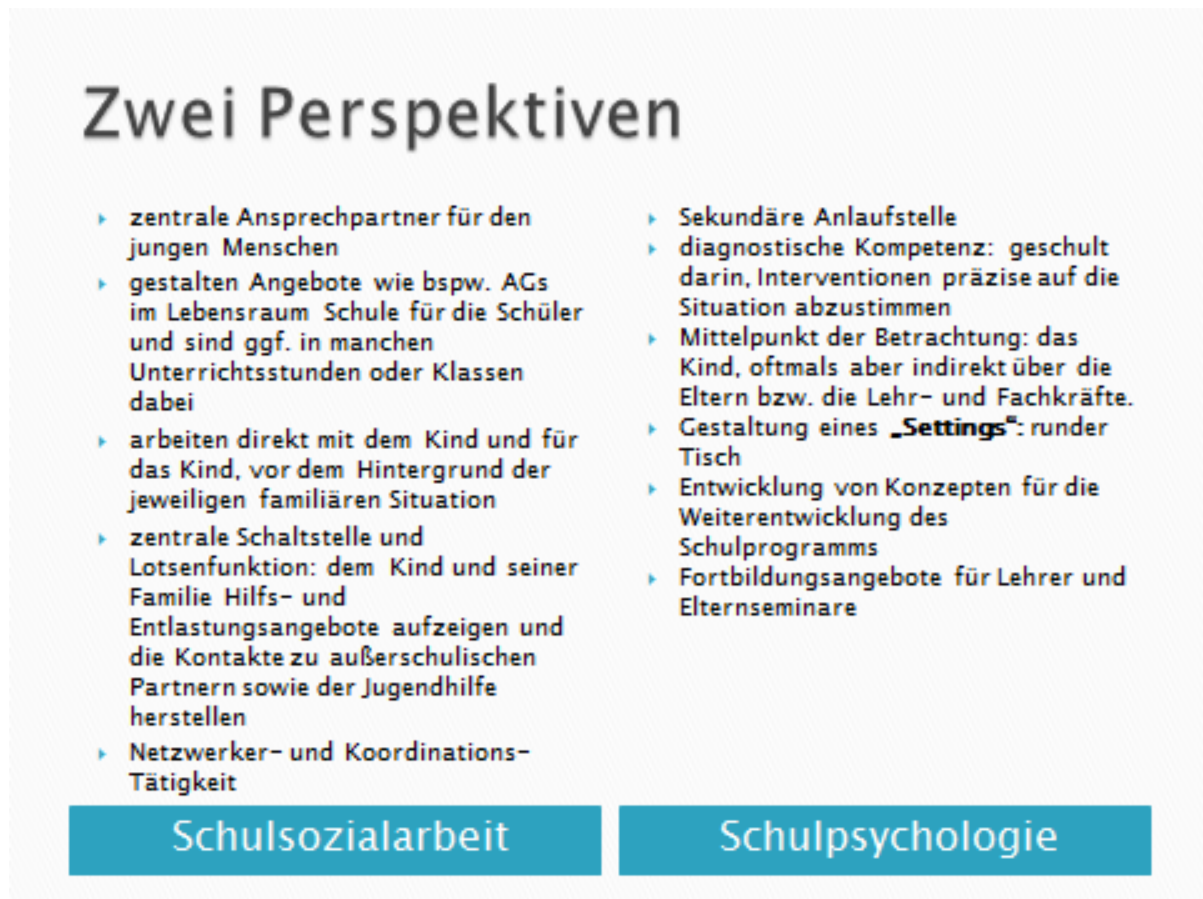 Zwei Perspektiven
zentrale Ansprechpartner für den
jungen Menschen
gestalten Angebote wie bspw. AGs
im Lebensraum Schule für die Schüler
und sind ggf. in manchen
Unterrichtsstunden oder Klassen
dabei
arbeiten direkt mit dem Kind und für
das Kind, vor dem Hintergrund der
jeweiligen familiären Situation
zentrale Schaltstelle und
Lotsenfunktion: dem Kind und seiner
Familie Hilfs- und
Entlastungsangebote aufzeigen und
die Kontakte zu außerschulischen
Partnern sowie der Jugendhilfe
herstellen
Netzwerker- und Koordinations-
Tätigkeit
Schulsozialarbeit
Sekundäre Anlaufstelle
diagnostische Kompetenz: geschult
darin, Interventionen präzise auf die
Situation abzustimmen
Mittelpunkt der Betrachtung: das
Kind, oftmals aber indirekt über die
Eltern bzw. die Lehr- und Fachkräfte.
Gestaltung eines „Settings“: runder
Tisch
Entwicklung von Konzepten für die
Weiterentwicklung des
Schulprogramms
Fortbildungsangebote für Lehrer und
Elternseminare
Schulpsychologie